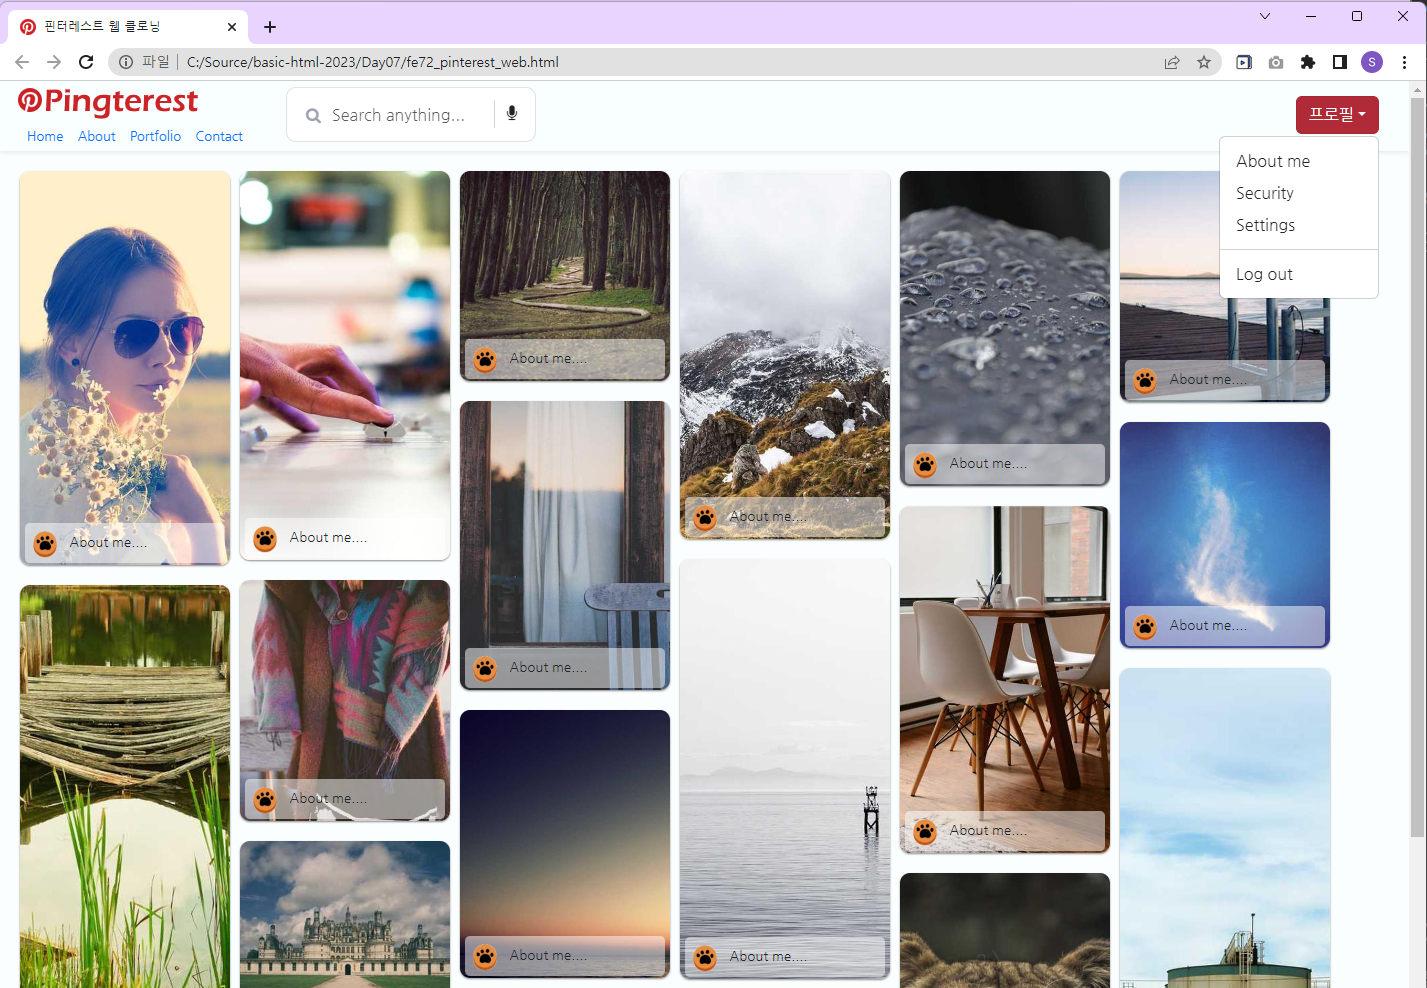 핀터레스트 웹 클로닝
파일 C:/Source/basic-html-2023/Day07/fe72_pinterest_web.html
S
Pingterest
Search anything...
프로필
Home About Portfolio Contact
About me
Security
Settings
Log out
About me....
About me....
About me....
About me....
About me....
About me....
About me....
About me....
About me....
About me....
About me....
About me....
About me....